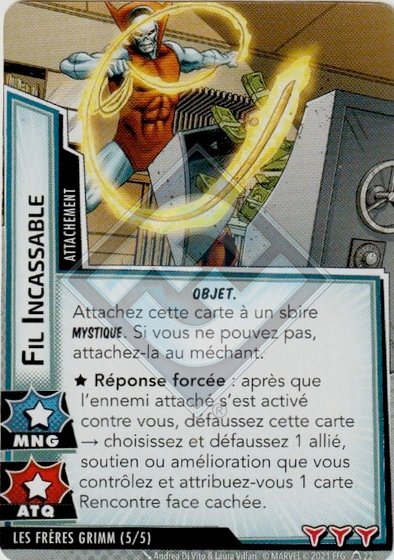 FIL INCASSABLE
ATTACHEMENT
OBJET.
Attachez cette carte à un sbire
MYSTIQUE. Si vous ne pouvez pas,
attachez-la au méchant.
★ Réponse forcée : après que
l'ennemi attaché s'est activé
contre vous, défaussez cette carte
→ choisissez et défaussez 1 allié,
soutien ou amélioration que vous
contrôlez et attribuez-vous 1 carte
Rencontre face cachée.
MNG
ATQ
LES FRÈRES GRIMM (5/5)
Andrea Di Vito & Laura Villari
© MARVEL © 2021 FFG